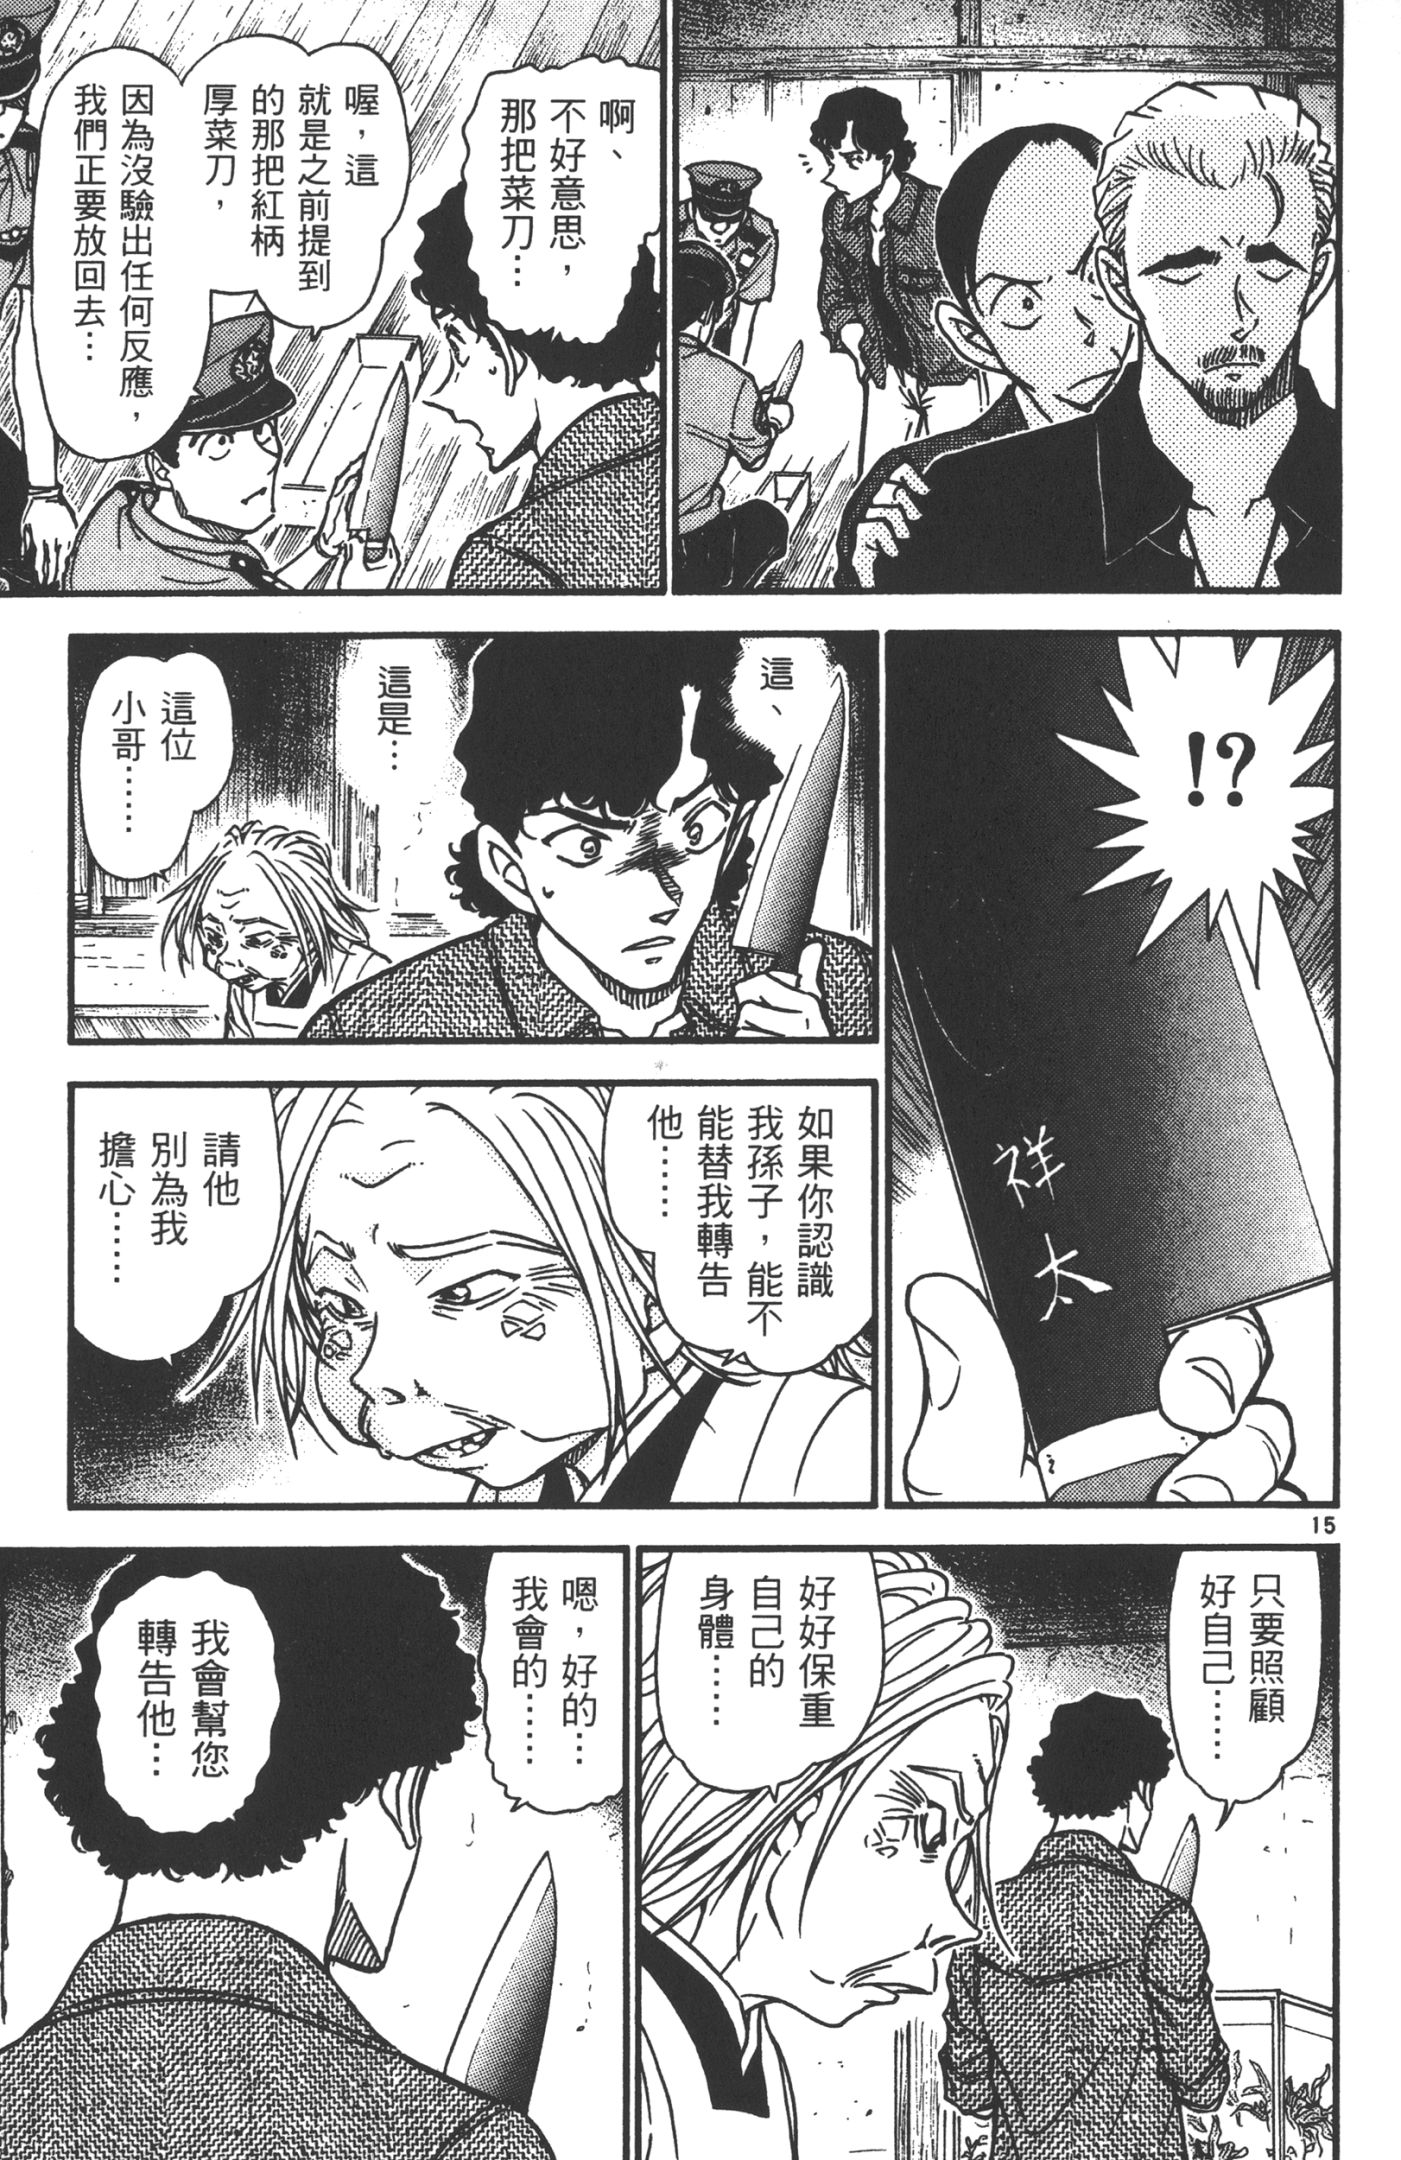 啊、
不好意思，
那把菜刀…
喔，這
就是之前提到
的那把紅柄
厚菜刀，
因為沒驗出任何反應，
我們正要放回去…
!?
祥太
這、
這是…
這位
小哥……
如果你認識
我孫子，能不
能替我轉告
他……
請他
別為我
擔心……
15
只要照顧
好自己……
好好保重
自己的
身體……
嗯，好的…
我會的……
我會幫您
轉告他…